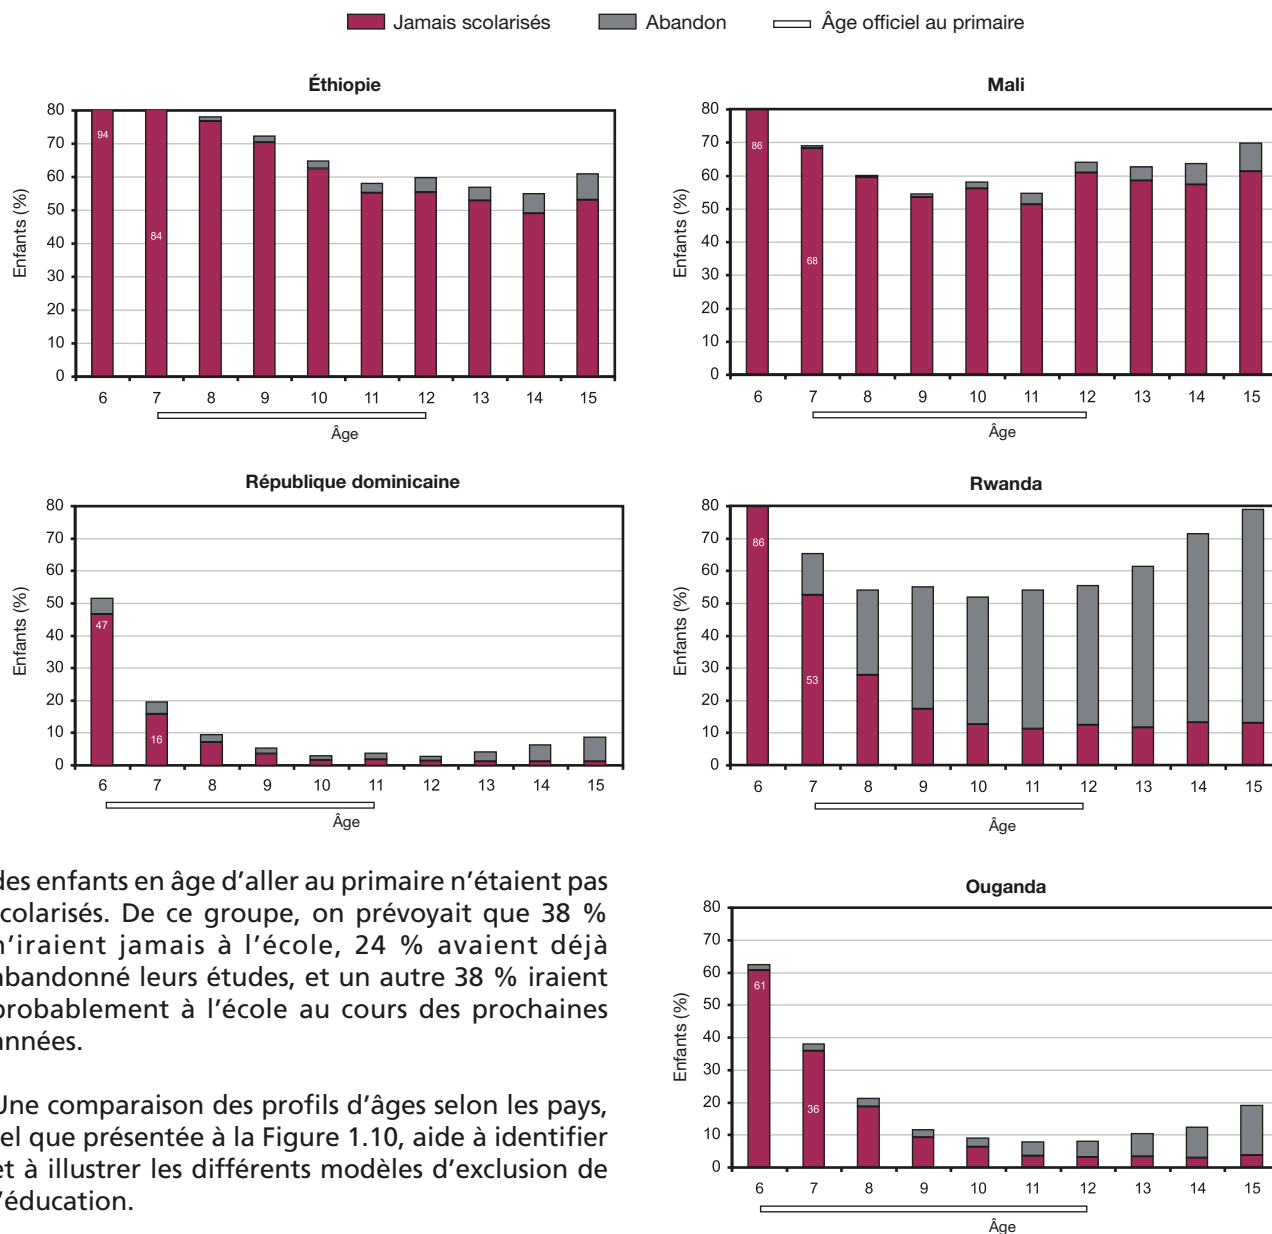 Jamais scolarisés Abandon Âge officiel au primaire
Éthiopie
Enfants (%)
80
70
60
50
40
30
20
10
0
94
84
6 7 8 9 10 11 12 13 14 15
Âge
Mali
Enfants (%)
80
70
60
50
40
30
20
10
0
86
68
6 7 8 9 10 11 12 13 14 15
Âge
République dominicaine
Enfants (%)
80
70
60
50
40
30
20
10
0
47
16
6 7 8 9 10 11 12 13 14 15
Âge
Rwanda
Enfants (%)
80
70
60
50
40
30
20
10
0
86
53
6 7 8 9 10 11 12 13 14 15
Âge
des enfants en âge d’aller au primaire n’étaient pas
scolarisés. De ce groupe, on prévoyait que 38 %
n’iraient jamais à l’école, 24 % avaient déjà
abandonné leurs études, et un autre 38 % iraient
probablement à l’école au cours des prochaines
années.
Une comparaison des profils d’âges selon les pays,
tel que présentée à la Figure 1.10, aide à identifier
et à illustrer les différents modèles d’exclusion de
l’éducation.
Ouganda
Enfants (%)
80
70
60
50
40
30
20
10
0
61
36
6 7 8 9 10 11 12 13 14 15
Âge